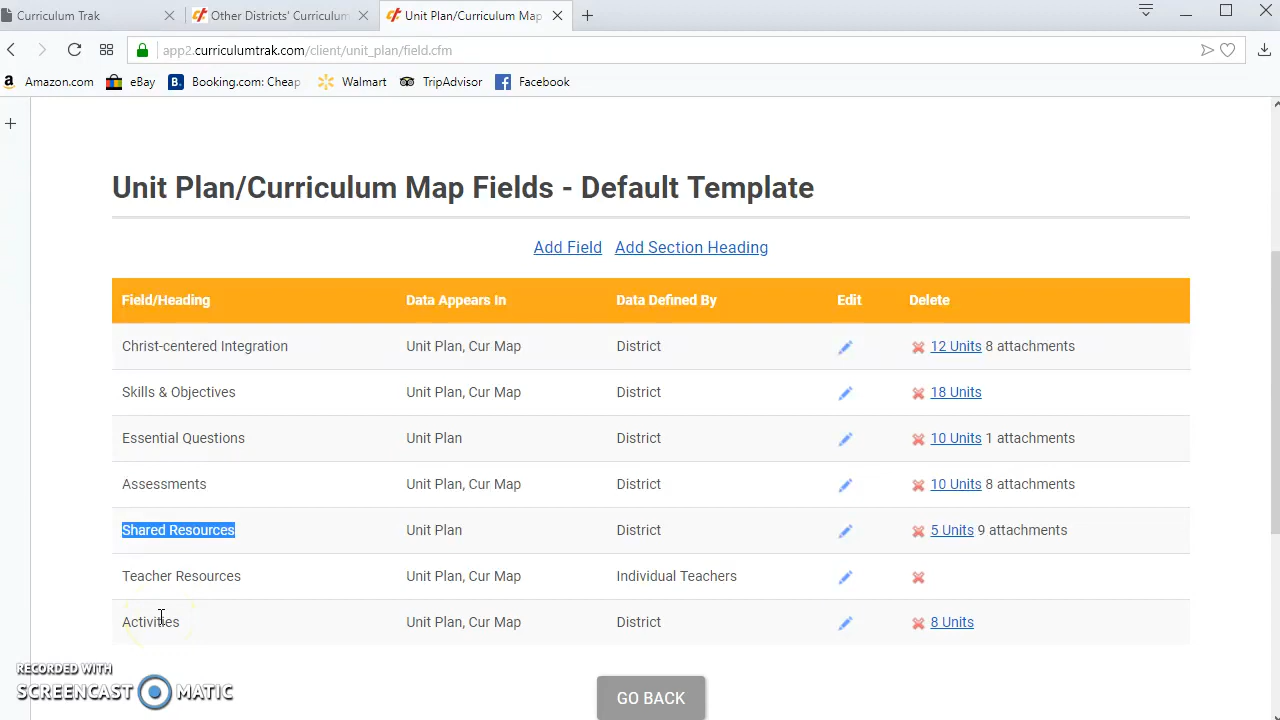 Curriculum Trak
Other Districts' Curriculum
Unit Plan/Curriculum Map
app2.curriculumtrak.com/client/unit_plan/field.cfm
Amazon.com eBay Booking.com: Cheap Walmart TripAdvisor Facebook
Unit Plan/Curriculum Map Fields - Default Template
Add Field Add Section Heading
Field/Heading Data Appears In Data Defined By Edit Delete
Christ-centered Integration Unit Plan, Cur Map District 12 Units 8 attachments
Skills & Objectives Unit Plan, Cur Map District 18 Units
Essential Questions Unit Plan District 10 Units 1 attachments
Assessments Unit Plan, Cur Map District 10 Units 8 attachments
Shared Resources Unit Plan District 5 Units 9 attachments
Teacher Resources Unit Plan, Cur Map Individual Teachers
Activities Unit Plan, Cur Map District 8 Units
GO BACK
RECORDED WITH
SCREENCAST MATIC